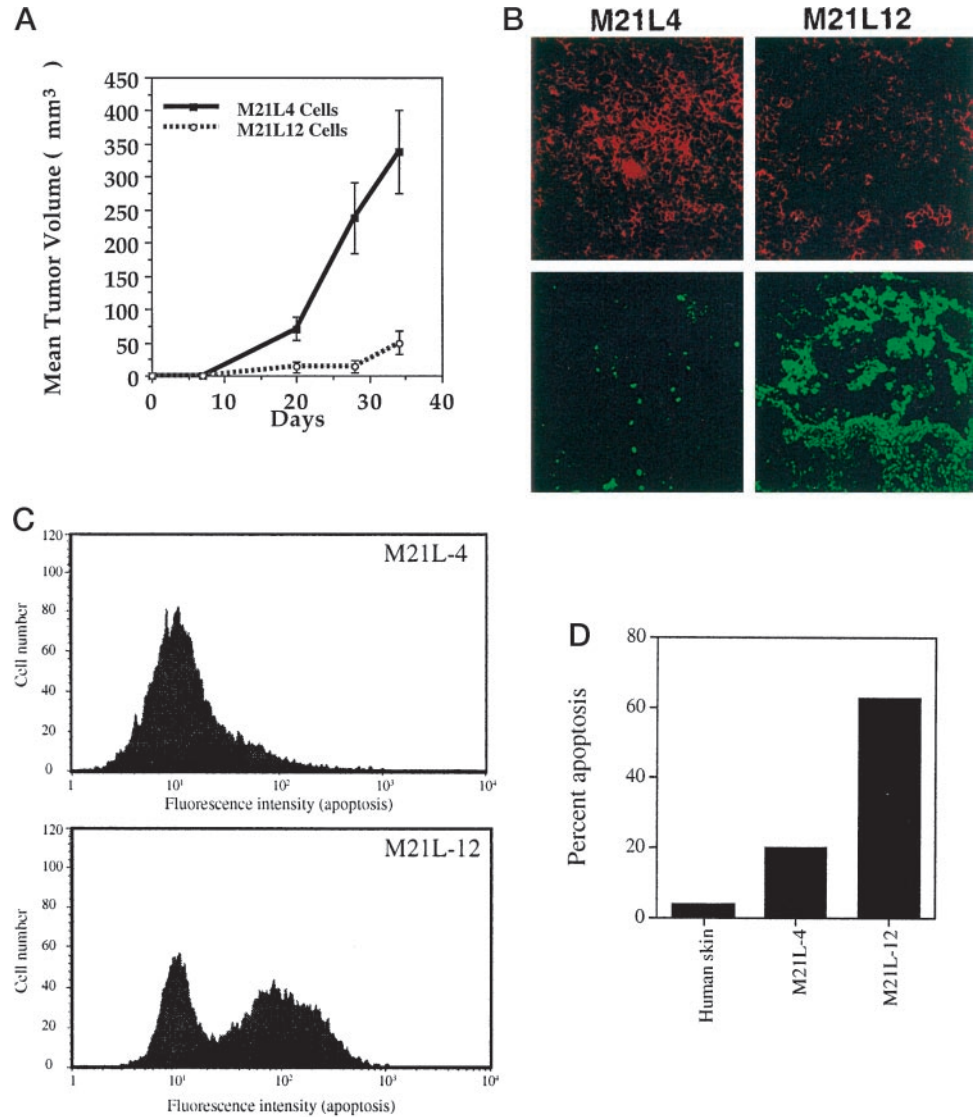 A
Mean Tumor Volume ( mm³ )
450
400
350
300
250
200
150
100
50
0
M21L4 Cells
M21L12 Cells
0 10 20 30 40
Days
B
M21L4 M21L12
C
M21L-4
Cell number
120
100
80
60
40
20
0
1 10¹ 10² 10³ 10⁴
Fluorescence intensity (apoptosis)
M21L-12
Cell number
120
100
80
60
40
20
0
1 10¹ 10² 10³ 10⁴
Fluorescence intensity (apoptosis)
D
Percent apoptosis
80
60
40
20
0
Human skin
M21L-4
M21L-12